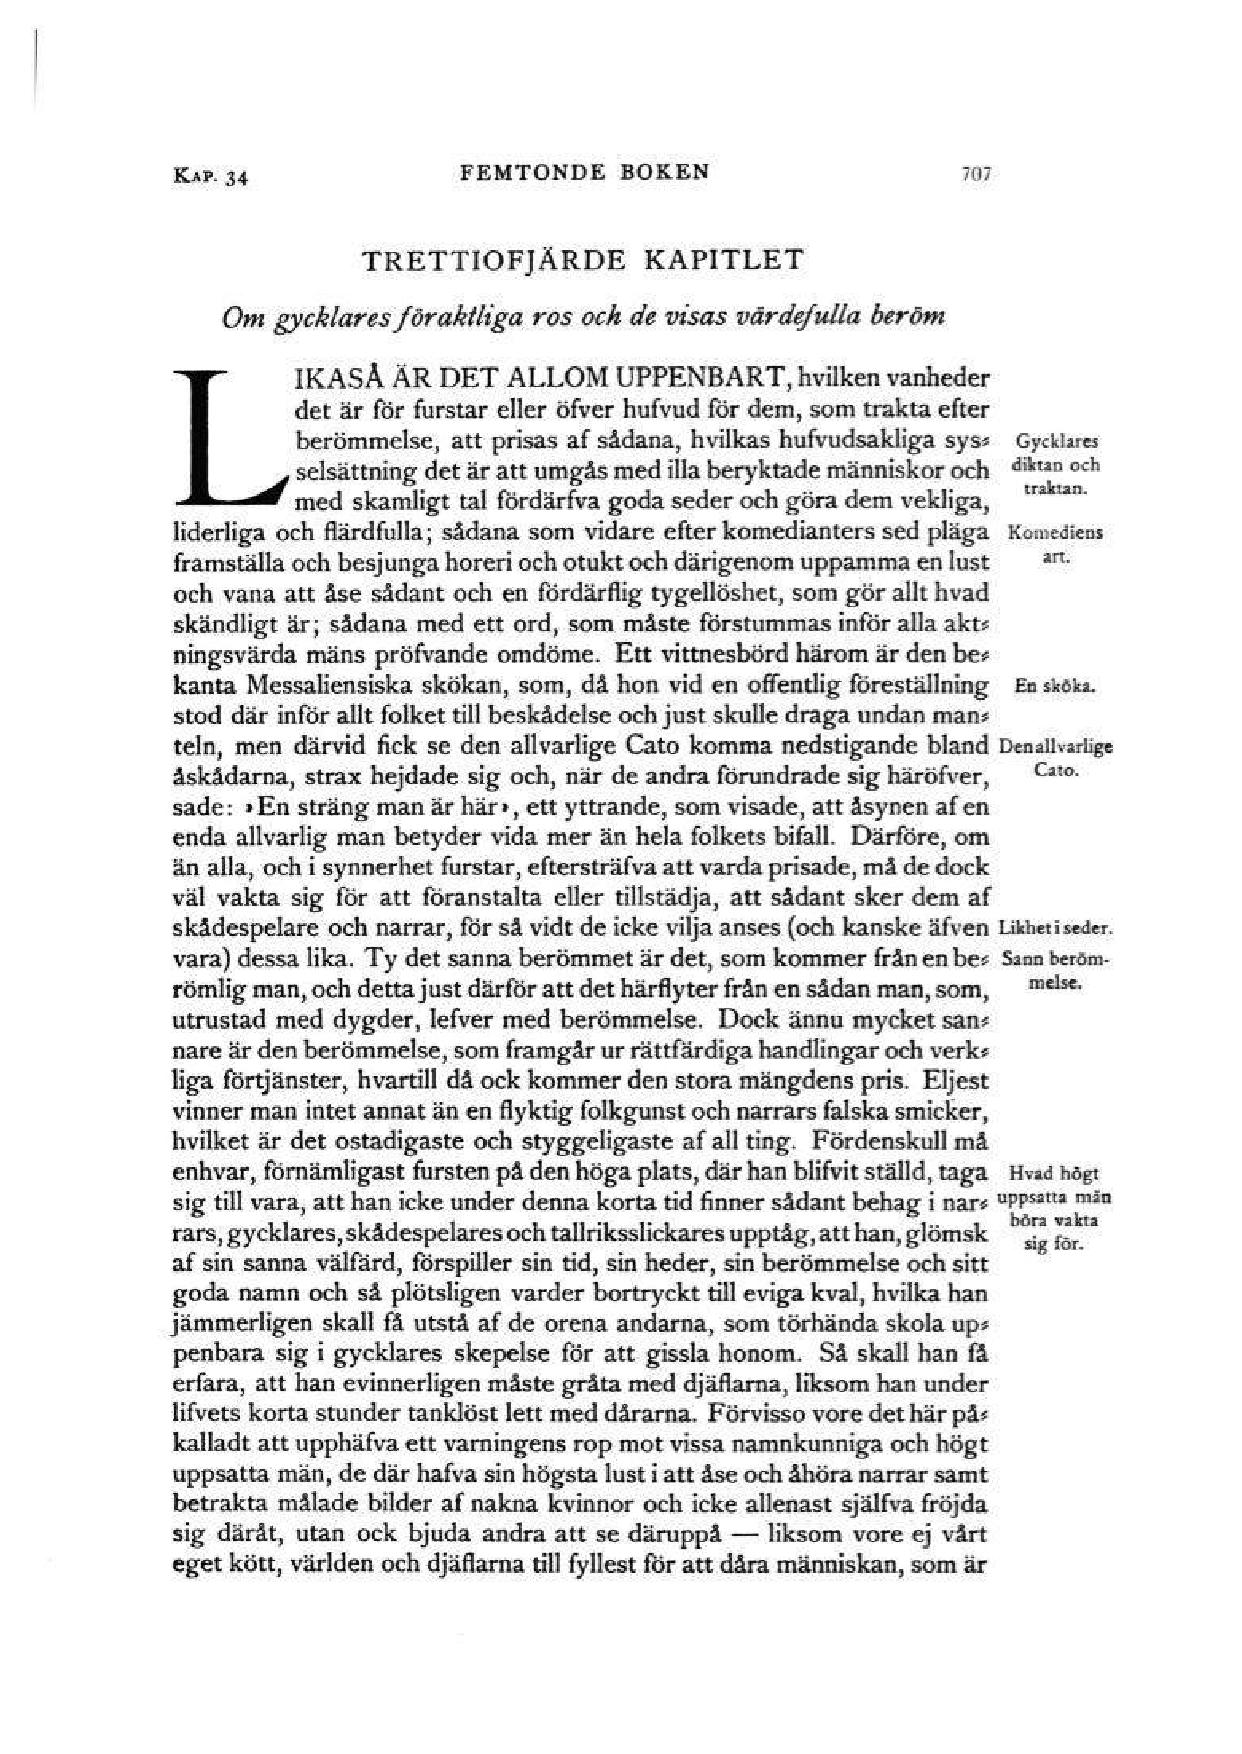 KAP. 34
FEMTONDE BOKEN
707
TRETTIOFJÄRDE KAPITLET
Om gycklares föraktliga ros och de visas värdefulla beröm
LIKASÅ ÄR DET ALLOM UPPENBART, hvilken vanheder
det är för furstar eller öfver hufvud för dem, som trakta efter
berömmelse, att prisas af sådana, hvilkas hufvudsakliga sys-
selsättning det är att umgås med illa beryktade människor och
med skamligt tal fördärfva goda seder och göra dem vekliga,
Gycklares
diktan och
traktan.
liderliga och flärdfulla; sådana som vidare efter komedianters sed pläga
framställa och besjunga horeri och otukt och därigenom uppamma en lust
Komediens
art.
och vana att åse sådant och en fördärflig tygellöshet, som gör allt hvad
skändligt är; sådana med ett ord, som måste förstummas inför alla akt-
ningsvärda mäns pröfvande omdöme. Ett vittnesbörd härom är den be-
kanta Messaliensiska skökan, som, då hon vid en offentlig föreställning
En sköka.
stod där inför allt folket till beskådelse och just skulle draga undan man-
teln, men därvid fick se den allvarlige Cato komma nedstigande bland
åskådarna, strax hejdade sig och, när de andra förundrade sig häröfver,
Den allvarlige
Cato.
sade: »En sträng man är här», ett yttrande, som visade, att åsynen af en
enda allvarlig man betyder vida mer än hela folkets bifall. Därföre, om
än alla, och i synnerhet furstar, eftersträfva att varda prisade, må de dock
väl vakta sig för att föranstalta eller tillstädja, att sådant sker dem af
skådespelare och narrar, för så vidt de icke vilja anses (och kanske äfven
Likhet i seder.
vara) dessa lika. Ty det sanna berömmet är det, som kommer från en be-
römlig man, och detta just därför att det härflyter från en sådan man, som,
Sann beröm-
melse.
utrustad med dygder, lefver med berömmelse. Dock ännu mycket san-
nare är den berömmelse, som framgår ur rättfärdiga handlingar och verk-
liga förtjänster, hvartill då ock kommer den stora mängdens pris. Eljest
vinner man intet annat än en flyktig folkgunst och narrars falska smicker,
hvilket är det ostadigaste och styggeligaste af all ting. Fördenskull må
enhvar, förnämligast fursten på den höga plats, där han blifvit ställd, taga
sig till vara, att han icke under denna korta tid finner sådant behag i nar-
rars, gycklares, skådespelares och tallriksslickares upptåg, att han, glömsk
Hvad högt
uppsatta män
böra vakta
sig för.
af sin sanna välfärd, förspiller sin tid, sin heder, sin berömmelse och sitt
goda namn och så plötsligen varder bortryckt till eviga kval, hvilka han
jämmerligen skall få utstå af de orena andarna, som törhända skola up-
penbara sig i gycklares skepelse för att gissla honom. Så skall han få
erfara, att han evinnerligen måste gråta med djäflarna, liksom han under
lifvets korta stunder tanklöst lett med dårarna. Förvisso vore det här på-
kalladt att upphäfva ett varningens rop mot vissa namnkunniga och högt
uppsatta män, de där hafva sin högsta lust i att åse och åhöra narrar samt
betrakta målade bilder af nakna kvinnor och icke allenast själfva fröjda
sig däråt, utan ock bjuda andra att se däruppå — liksom vore ej vårt
eget kött, världen och djäflarna till fyllest för att dåra människan, som är